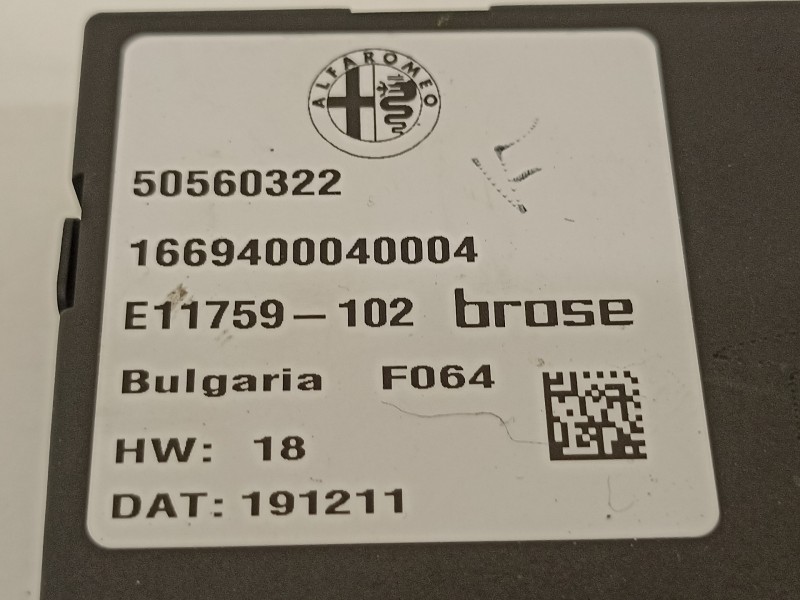 ALFA ROMEO
50560322
1669400040004
E11759-102 brose
Bulgaria F064
HW: 18
DAT: 191211